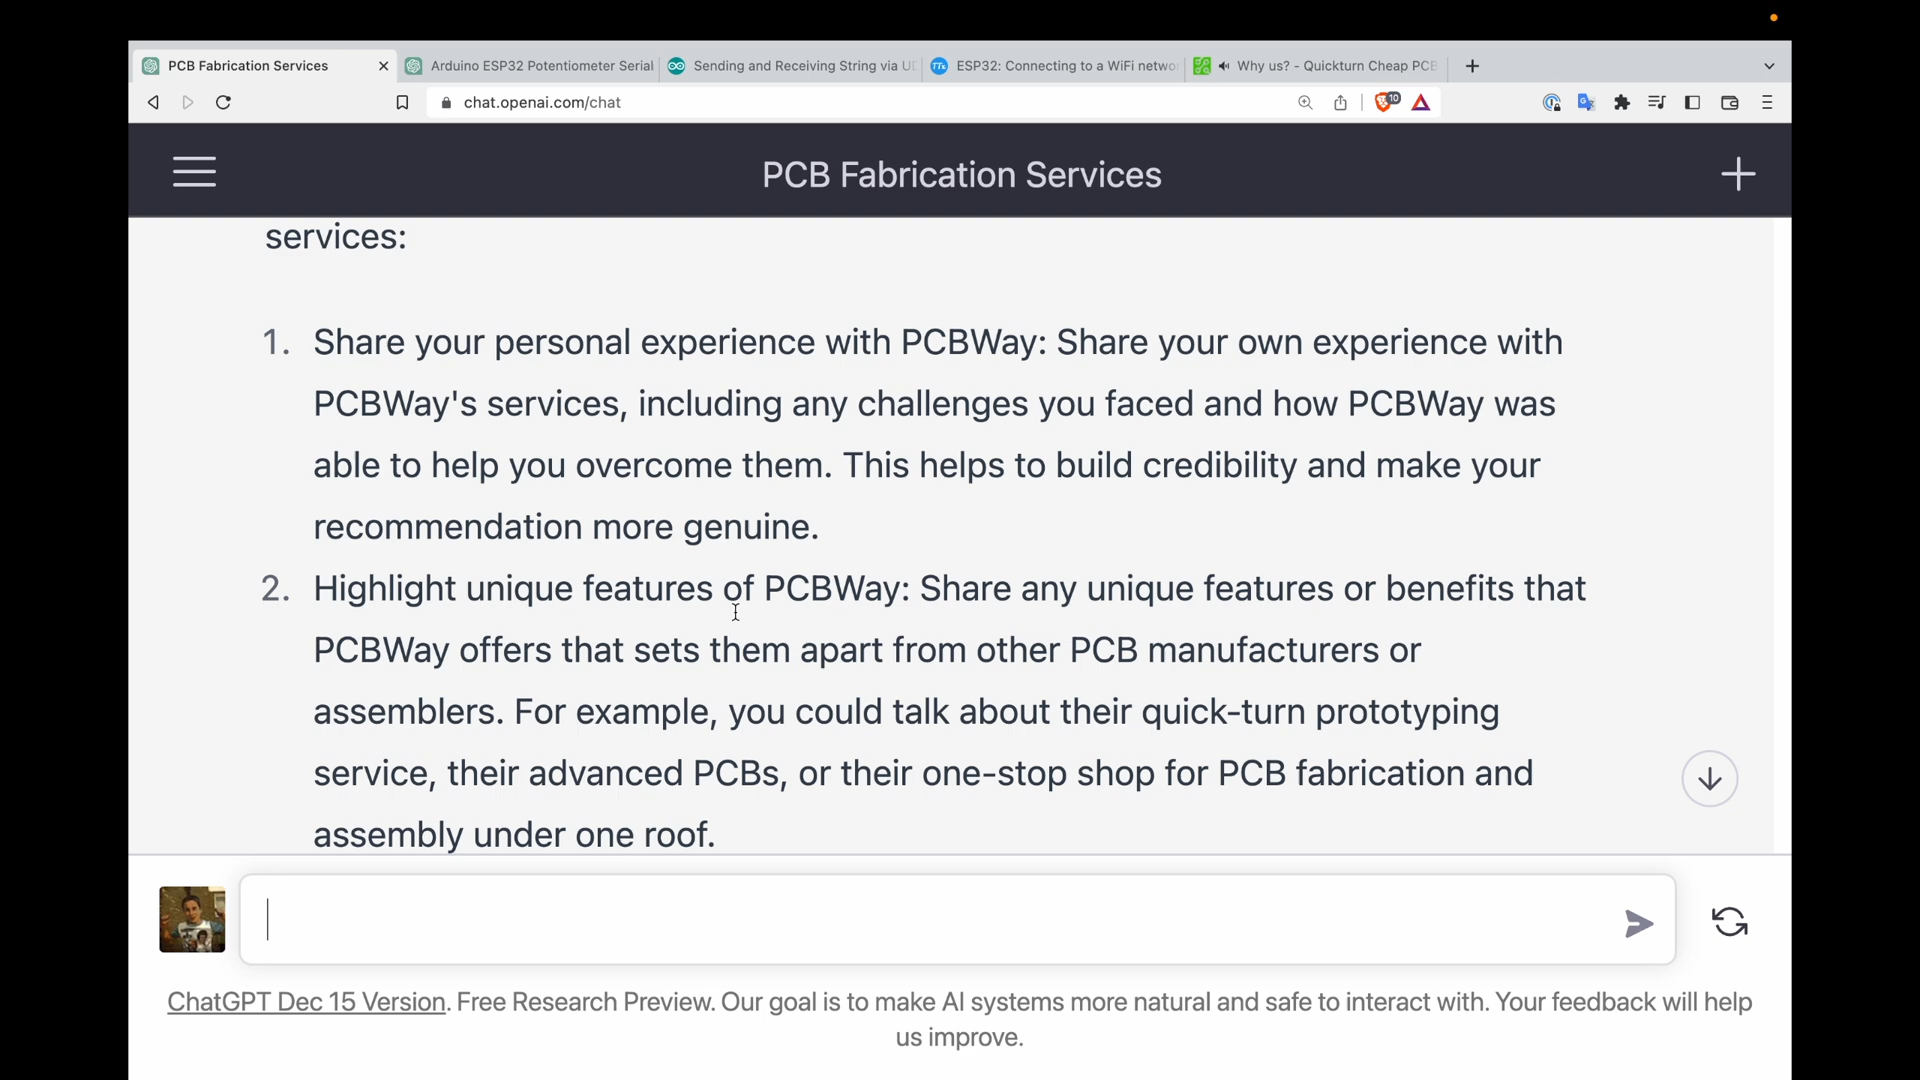 PCB Fabrication Services
Arduino ESP32 Potentiometer Serial
Sending and Receiving String via
ESP32: Connecting to a WiFi
Why us? - Quickturn Cheap PCB
chat.openai.com/chat
10
PCB Fabrication Services
services:
1. Share your personal experience with PCBWay: Share your own experience with
PCBWay's services, including any challenges you faced and how PCBWay was
able to help you overcome them. This helps to build credibility and make your
recommendation more genuine.
2. Highlight unique features of PCBWay: Share any unique features or benefits that
PCBWay offers that sets them apart from other PCB manufacturers or
assemblers. For example, you could talk about their quick-turn prototyping
service, their advanced PCBs, or their one-stop shop for PCB fabrication and
assembly under one roof.
ChatGPT Dec 15 Version. Free Research Preview. Our goal is to make AI systems more natural and safe to interact with. Your feedback will help
us improve.